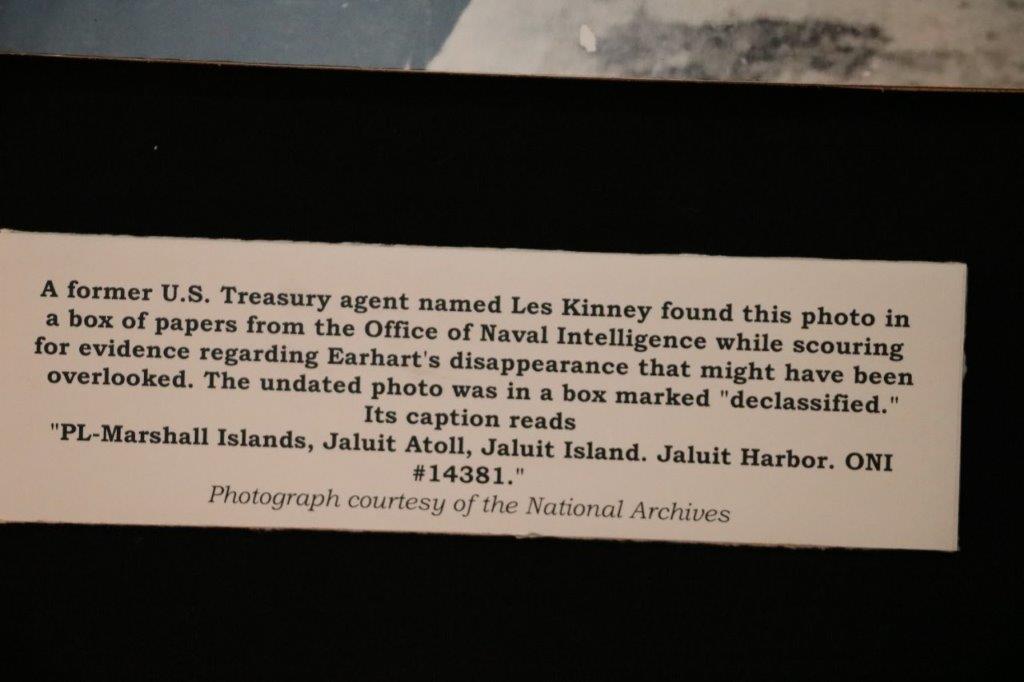 A former U.S. Treasury agent named Les Kinney found this photo in
a box of papers from the Office of Naval Intelligence while scouring
for evidence regarding Earhart's disappearance that might have been
overlooked. The undated photo was in a box marked "declassified."
Its caption reads
"PL-Marshall Islands, Jaluit Atoll, Jaluit Island. Jaluit Harbor. ONI
#14381."
Photograph courtesy of the National Archives